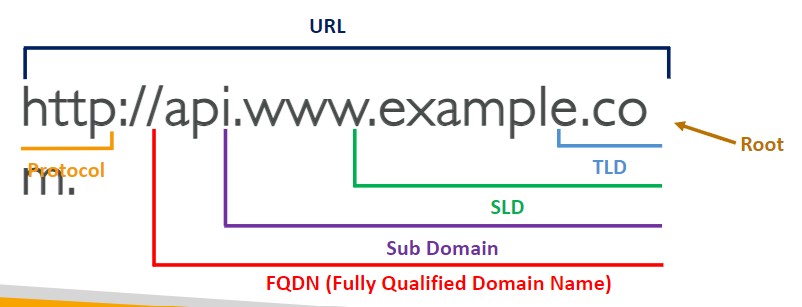 URL
http://api.www.example.co
m.
Protocol
Root
TLD
SLD
Sub Domain
FQDN (Fully Qualified Domain Name)